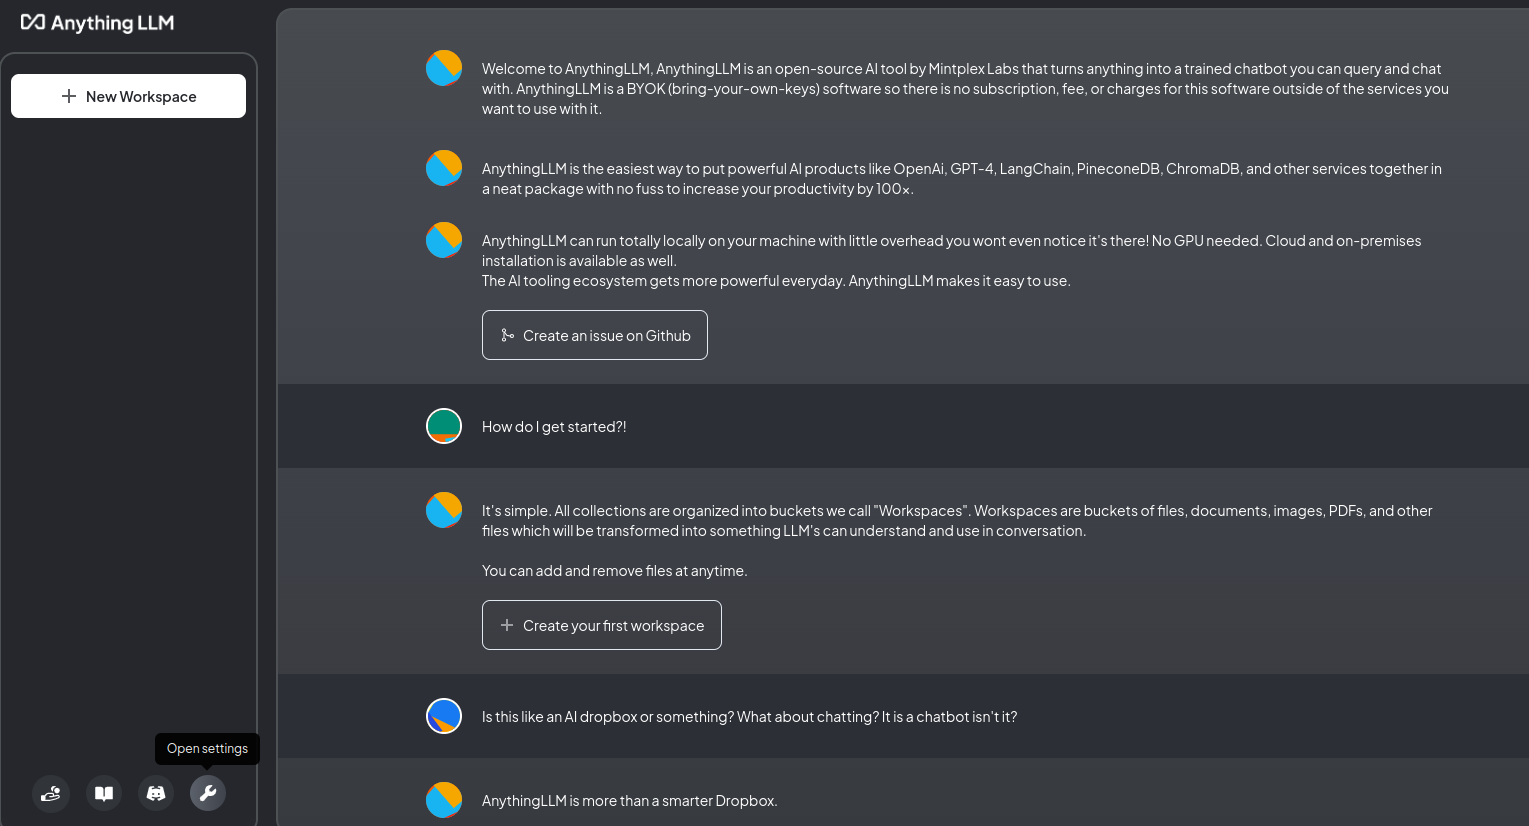 Anything LLM
New Workspace
Welcome to AnythingLLM, AnythingLLM is an open-source AI tool by Mintplex Labs that turns anything into a trained chatbot you can query and chat
with. AnythingLLM is a BYOK (bring-your-own-keys) software so there is no subscription, fee, or charges for this software outside of the services you
want to use with it.
AnythingLLM is the easiest way to put powerful AI products like OpenAi, GPT-4, LangChain, PineconeDB, ChromaDB, and other services together in
a neat package with no fuss to increase your productivity by 100x.
AnythingLLM can run totally locally on your machine with little overhead you wont even notice it's there! No GPU needed. Cloud and on-premises
installation is available as well.
The AI tooling ecosystem gets more powerful everyday. AnythingLLM makes it easy to use.
Create an issue on Github
How do I get started?!
It's simple. All collections are organized into buckets we call "Workspaces". Workspaces are buckets of files, documents, images, PDFs, and other
files which will be transformed into something LLM's can understand and use in conversation.
You can add and remove files at anytime.
Create your first workspace
Is this like an AI dropbox or something? What about chatting? It is a chatbot isn't it?
AnythingLLM is more than a smarter Dropbox.
Open settings